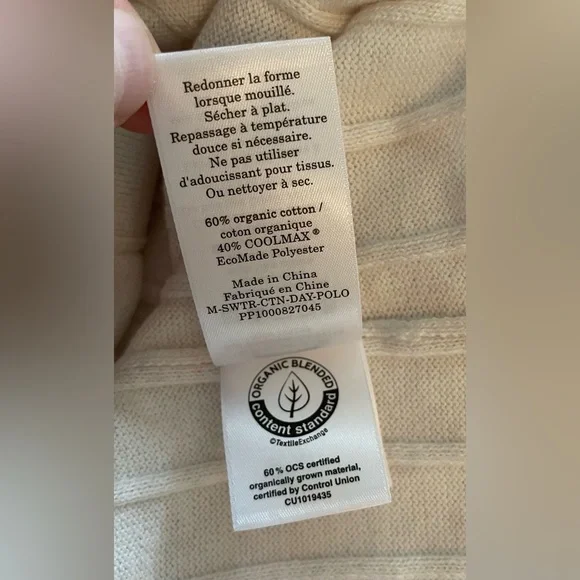 Redonner la forme
lorsque mouillé.
Sécher à plat.
Repassage à température
douce si nécessaire.
Ne pas utiliser
d'adoucissant pour tissus.
Ou nettoyer à sec.
60% organic cotton /
coton organique
40% COOLMAX®
EcoMade Polyester
Made in China
Fabriqué en Chine
M-SWTR-CTN-DAY-POLO
PP1000827045
ORGANIC BLENDED
content standard
©TextileExchange
60% OCS certified
organically grown material,
certified by Control Union
CU1019435